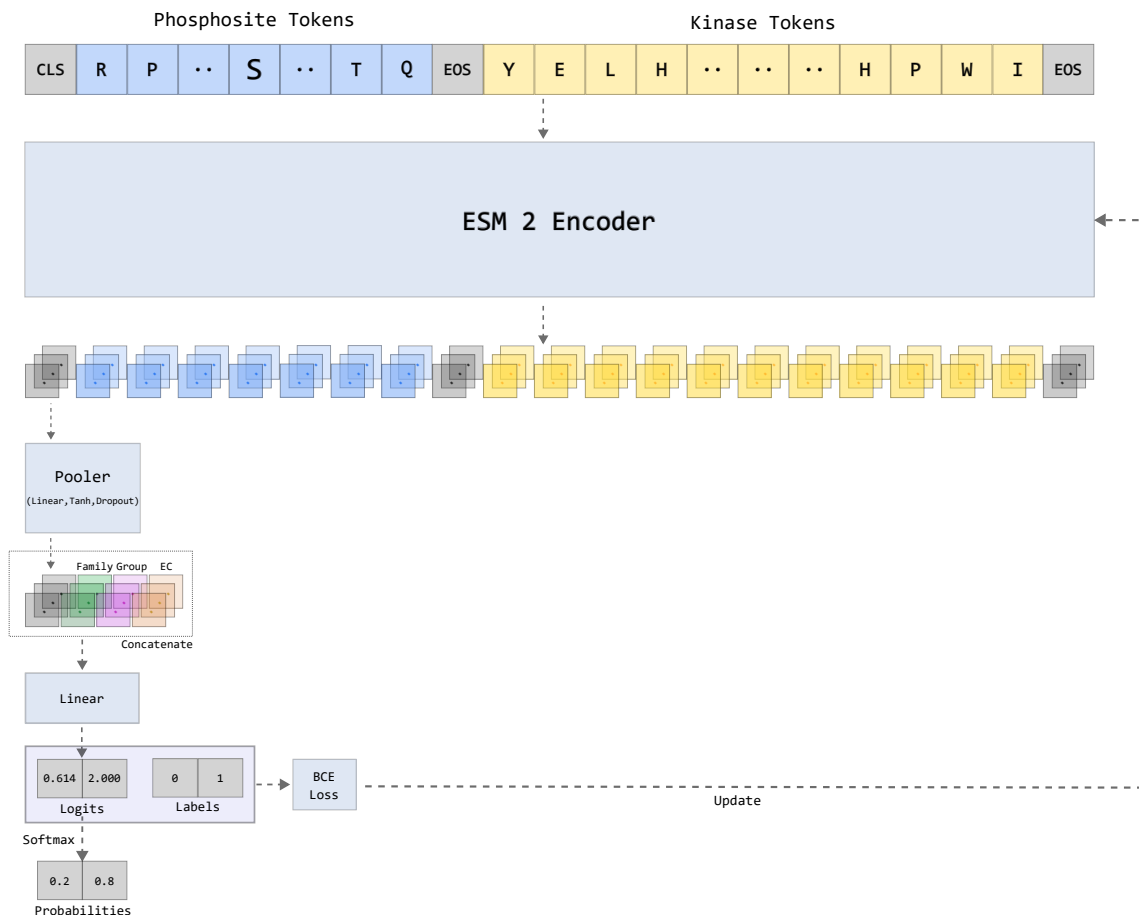 Phosphosite Tokens
Kinase Tokens
CLS R P ·· S ·· T Q EOS Y E L H ·· ·· ·· H P W I EOS
ESM 2 Encoder
Pooler
(Linear,Tanh,Dropout)
Family Group EC
Concatenate
Linear
0.614 2.000 0 1
Logits Labels
BCE
Loss
Update
Softmax
0.2 0.8
Probabilities